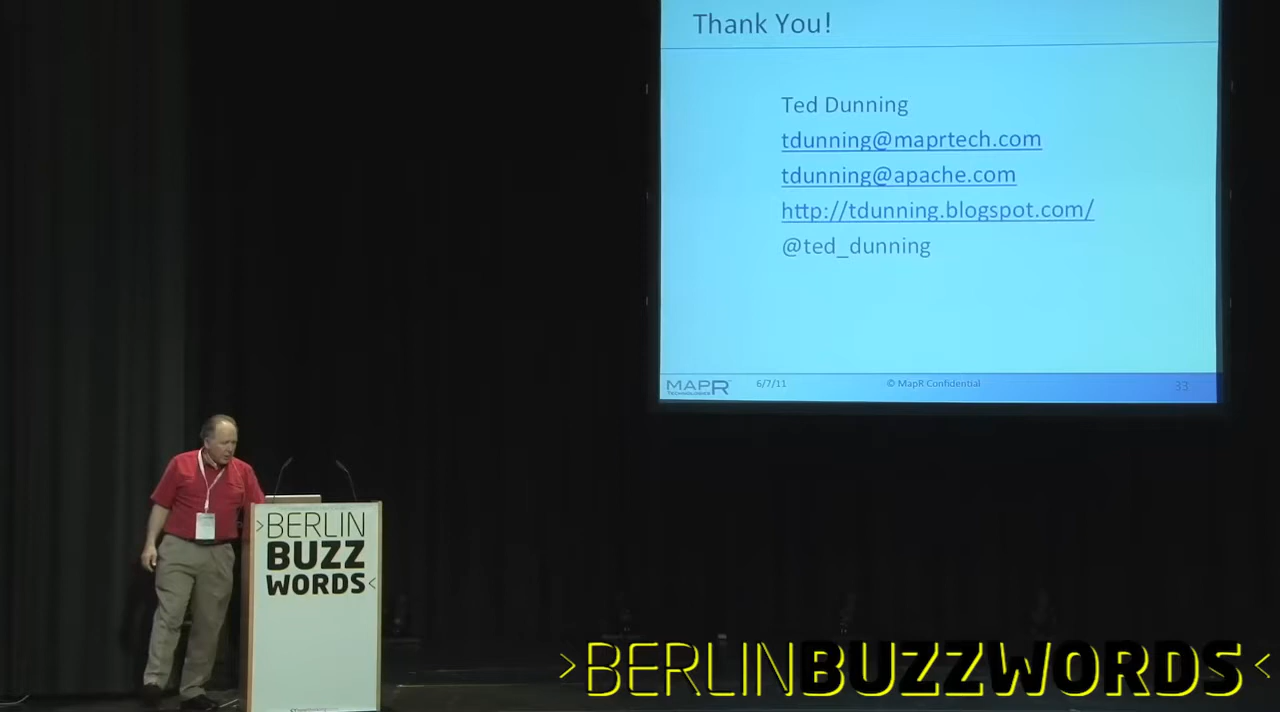 Thank You!
Ted Dunning
tdunning@maprtech.com
tdunning@apache.com
http://tdunning.blogspot.com/
@ted_dunning
MAPR
TECHNOLOGIES
6/7/11
© MapR Confidential
33
>BERLIN
BUZZ
WORDS<
>BERLINBUZZWORDS<